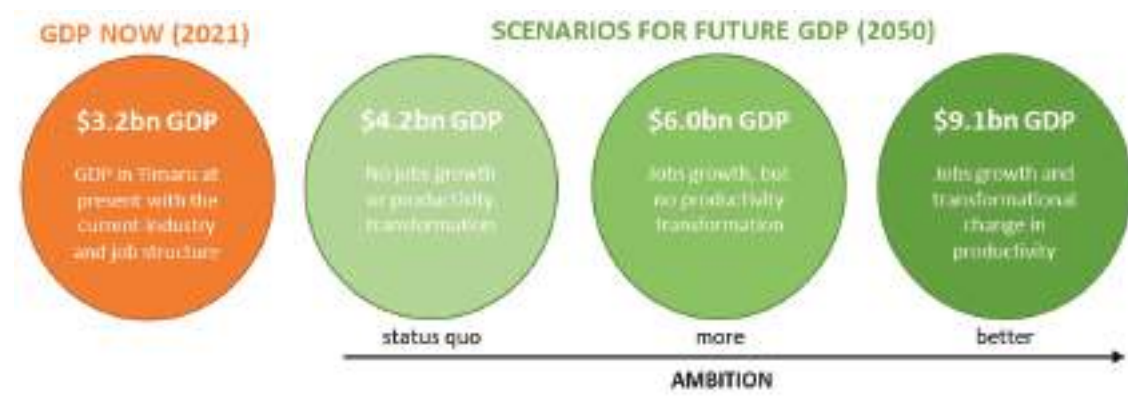 GDP NOW (2021)
SCENARIOS FOR FUTURE GDP (2050)
$3.2bn GDP
GDP in Timaru at
present with the
current industry
and job structure
$4.2bn GDP
No jobs growth
or productivity
transformation
$6.0bn GDP
Jobs growth, but
no productivity
transformation
$9.1bn GDP
Jobs growth and
transformational
change in
productivity
status quo
more
better
AMBITION